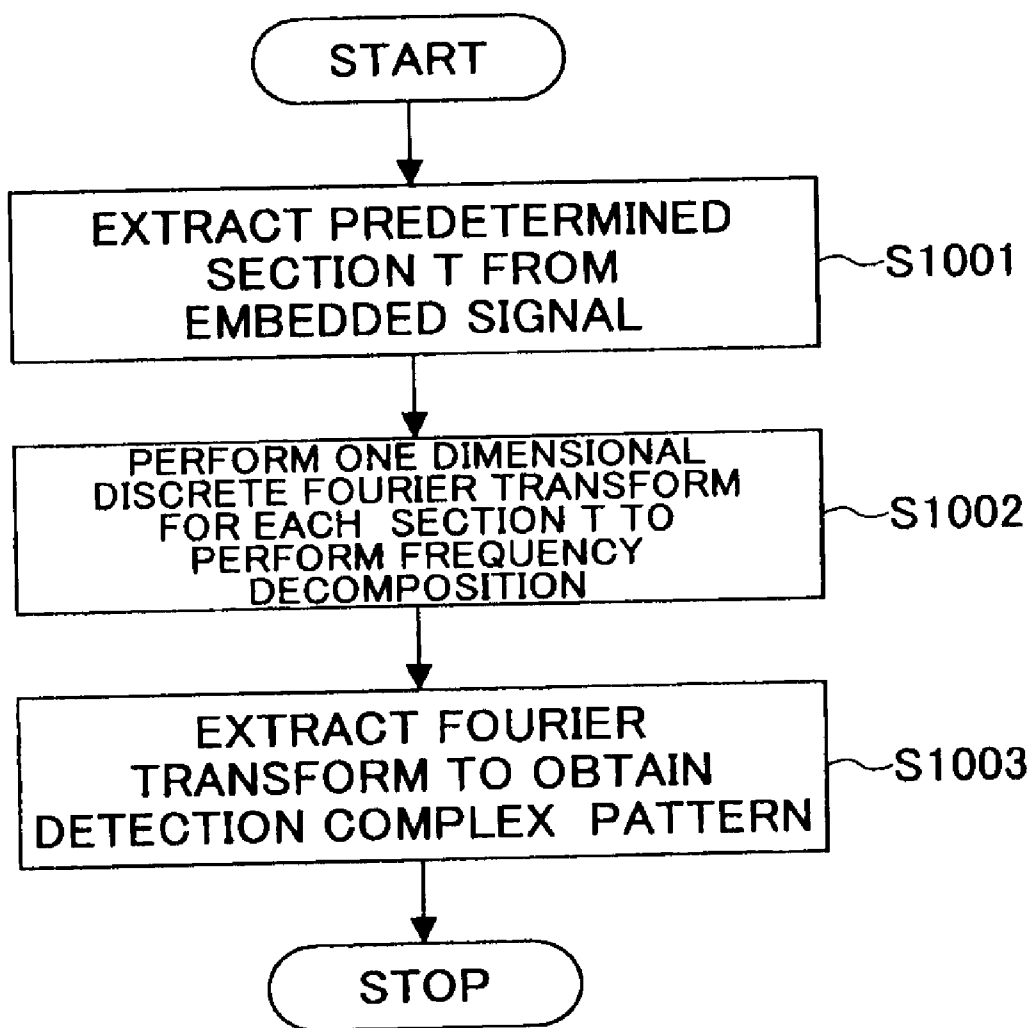 START
EXTRACT PREDETERMINED
SECTION T FROM
EMBEDDED SIGNAL
S1001
PERFORM ONE DIMENSIONAL
DISCRETE FOURIER TRANSFORM
FOR EACH SECTION T TO
PERFORM FREQUENCY
DECOMPOSITION
S1002
EXTRACT FOURIER
TRANSFORM TO OBTAIN
DETECTION COMPLEX PATTERN
S1003
STOP